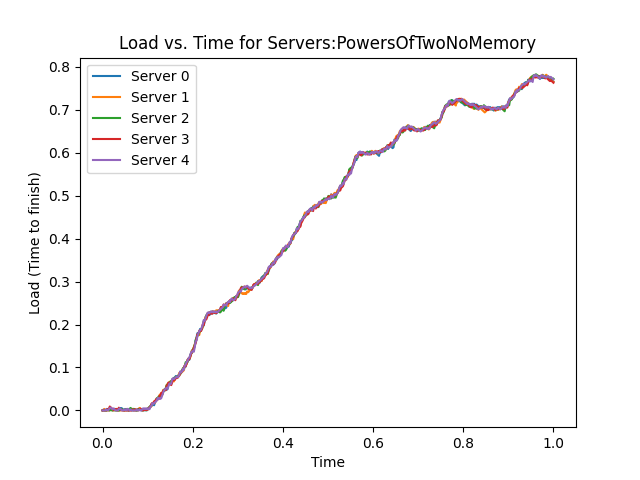 Load vs. Time for Servers:PowersOfTwoNoMemory
Server 0
Server 1
Server 2
Server 3
Server 4
Load (Time to finish)
0.8
0.7
0.6
0.5
0.4
0.3
0.2
0.1
0.0
0.0 0.2 0.4 0.6 0.8 1.0
Time